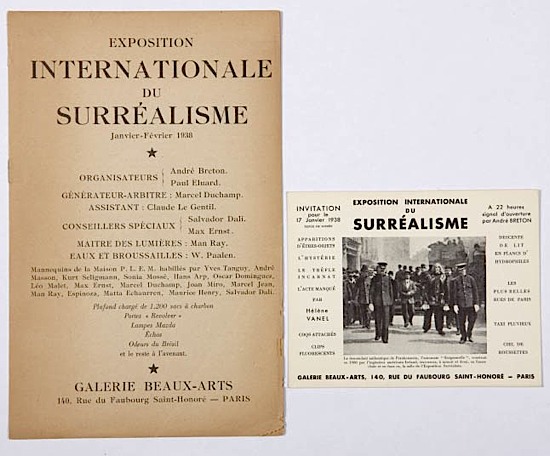 EXPOSITION
INTERNATIONALE
DU
SURRÉALISME
Janvier-Février 1938
ORGANISATEURS { André Breton.
Paul Eluard.
GÉNÉRATEUR-ARBITRE : Marcel Duchamp.
ASSISTANT : Claude Le Gentil.
CONSEILLERS SPÉCIAUX { Salvador Dali.
Max Ernst.
MAITRE DES LUMIÈRES : Man Ray.
EAUX ET BROUSSAILLES : W. Paalen.
Mannequins de la Maison P. L. E. M. habillés par Yves Tanguy, André
Masson, Kurt Seligmann, Sonia Mossé, Hans Arp, Oscar Dominguez,
Léo Malet, Max Ernst, Marcel Duchamp, Joan Miro, Marcel Jean,
Man Ray, Espinoza, Matta Echaurren, Maurice Henry, Salvador Dali.
Plafond chargé de 1.200 sacs à charbon
Portes « Revolver »
Lampes Mazda
Échos
Odeurs du Brésil
et le reste à l'avenant.
GALERIE BEAUX-ARTS
140, Rue du Faubourg Saint-Honoré — PARIS
INVITATION
pour le
17 Janvier 1938
EXPOSITION INTERNATIONALE
DU
SURRÉALISME
A 22 heures
signal d'ouverture
par André BRETON
APPARITIONS
D'ÊTRES-OBJETS
L'HYSTÉRIE
LE TRÈFLE
INCARNAT
L'ACTE MANQUÉ
PAR
Hélène
VANEL
COQS ATTACHÉS
CLIPS
FLUORESCENTS
DESCENTE
DE LIT
EN FLANCS D'
HYDROPHILES
LES
PLUS BELLES
RUES DE PARIS
TAXI PLUVIEUX
CIEL DE
ROUSSETTES
GALERIE BEAUX-ARTS, 140, RUE DU FAUBOURG SAINT-HONORÉ — PARIS